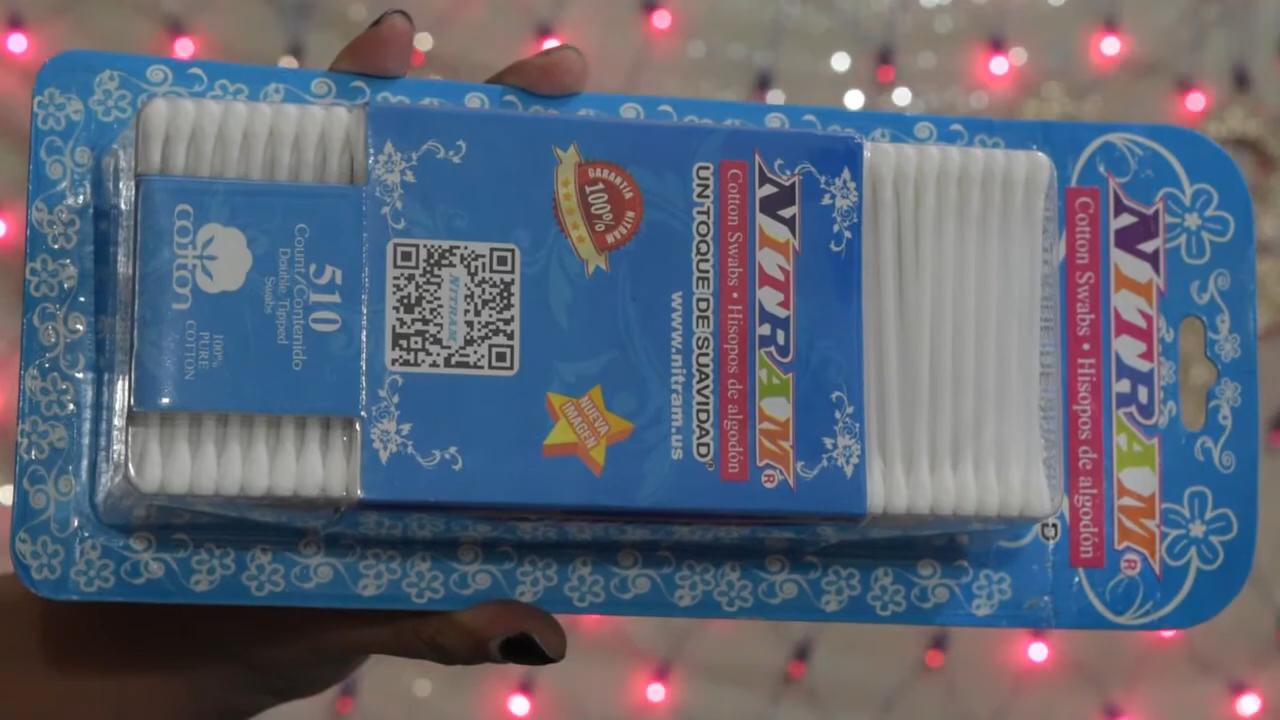 NITRAM®
Cotton Swabs • Hisopos de algodón
NITRAM®
Cotton Swabs • Hisopos de algodón
UN TOQUE DE SUAVIDAD®
www.nitram.us
GARANTIA NITRAM
100%
NUEVA
IMAGEN
NITRAM
510
Count/Contenido
Double Tipped
Swabs
cotton
100%
PURE
COTTON